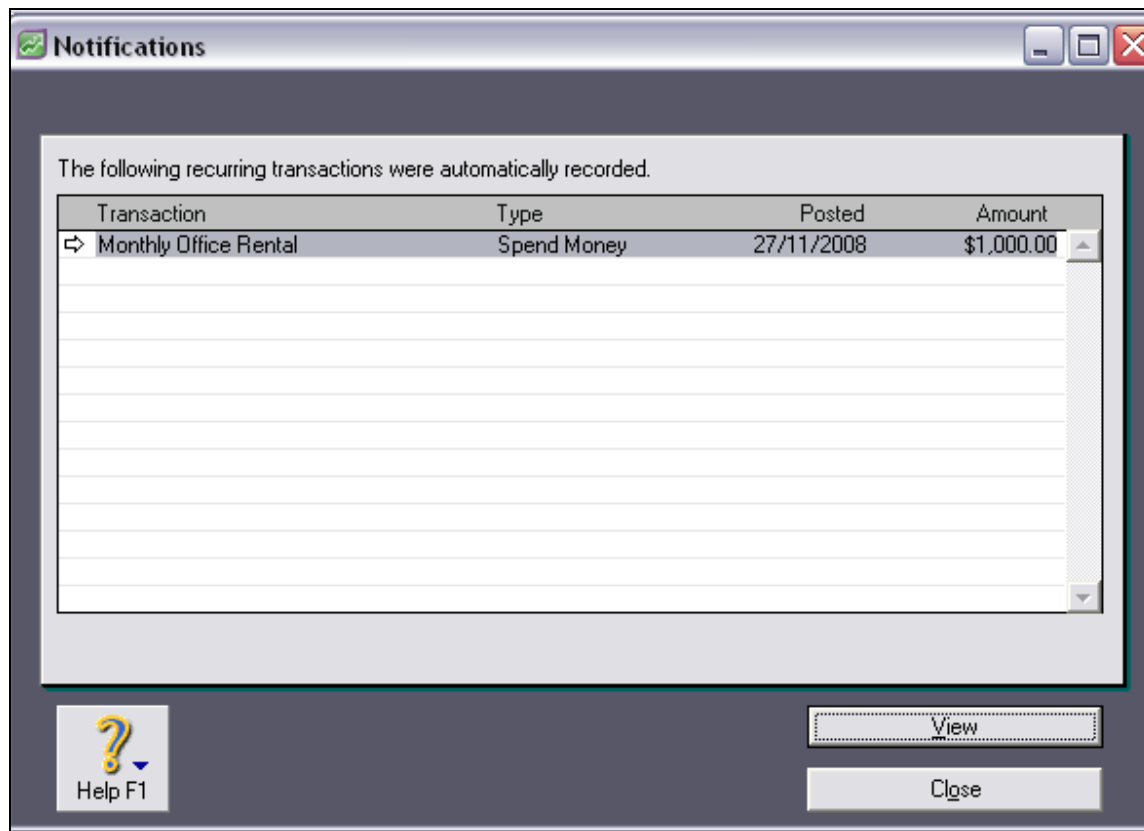 Notifications
The following recurring transactions were automatically recorded.
Transaction Type Posted Amount
Monthly Office Rental Spend Money 27/11/2008 $1,000.00
View
Help F1
Close